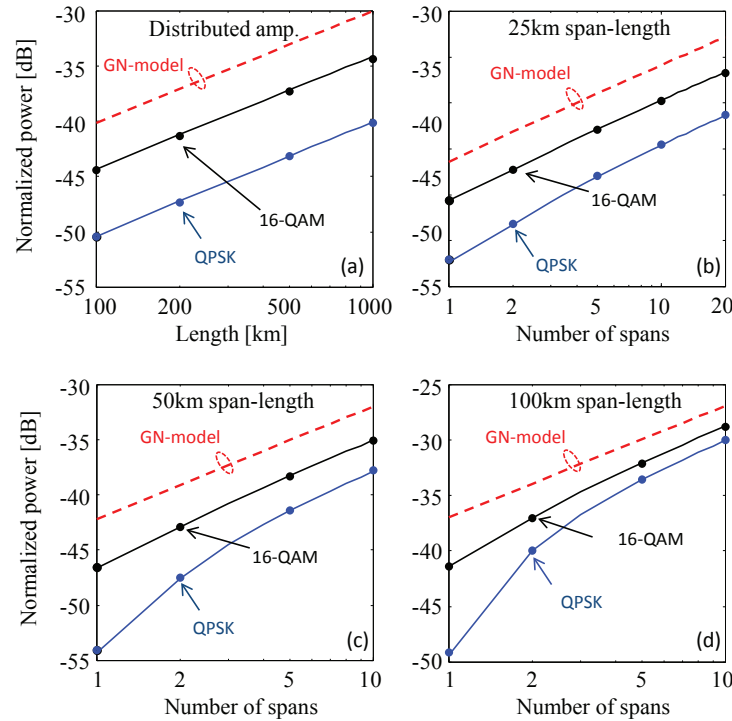 Normalized power [dB]
-30
-35
-40
-45
-50
-55
Distributed amp.
GN-model
16-QAM
QPSK
(a)
100
200
500
1000
Length [km]
-30
-35
-40
-45
-50
-55
25km span-length
GN-model
16-QAM
QPSK
(b)
1
2
5
10
20
Number of spans
Normalized power [dB]
-30
-35
-40
-45
-50
-55
50km span-length
GN-model
16-QAM
QPSK
(c)
1
2
5
10
Number of spans
-25
-30
-35
-40
-45
-50
100km span-length
GN-model
16-QAM
QPSK
(d)
1
2
5
10
Number of spans